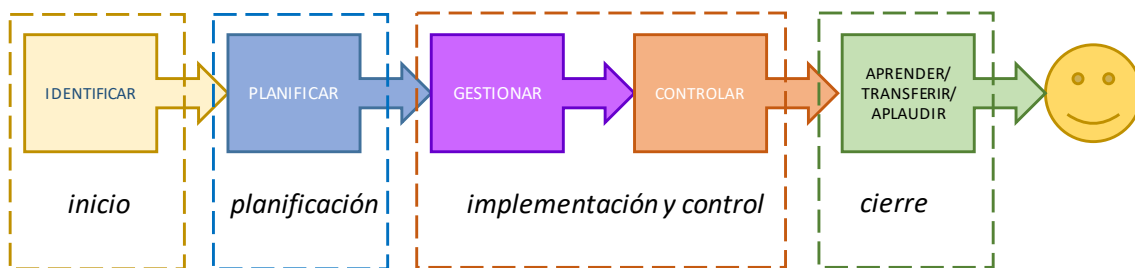 IDENTIFICAR
PLANIFICAR
GESTIONAR
CONTROLAR
APRENDER/
TRANSFERIR/
APLAUDIR
inicio
planificación
implementación y control
cierre